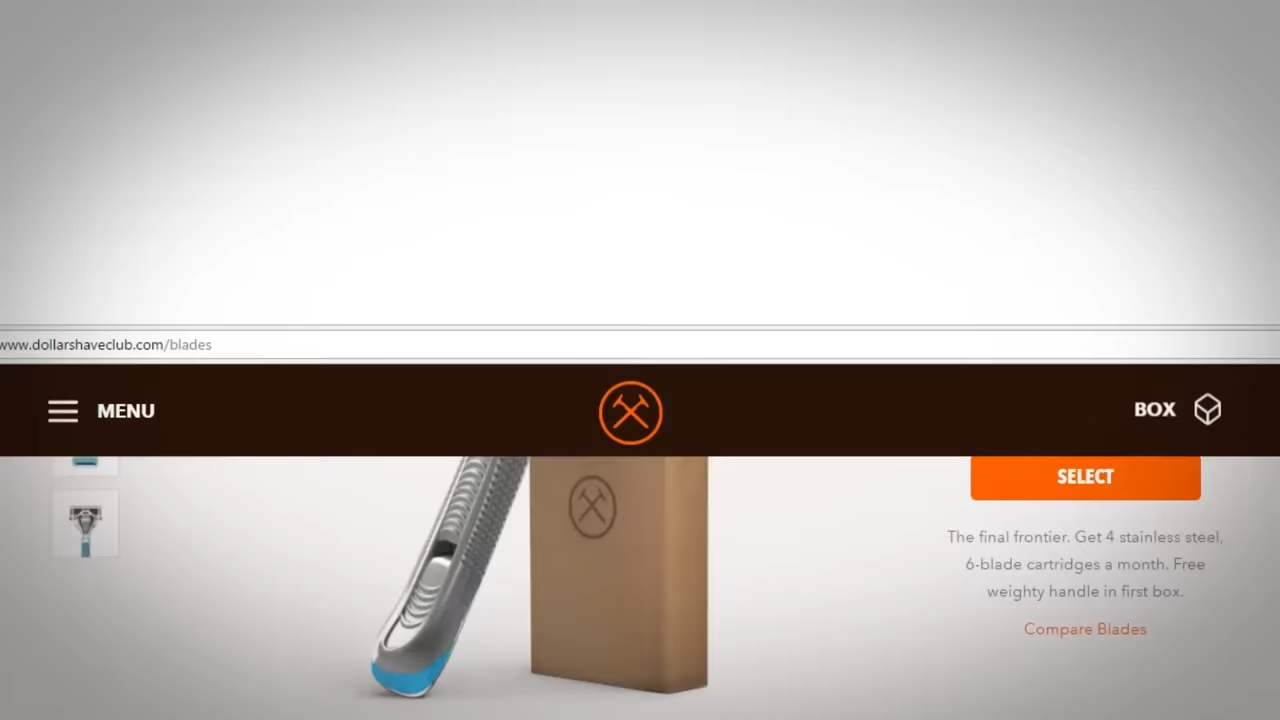 www.dollarshaveclub.com/blades
MENU
BOX
SELECT
The final frontier. Get 4 stainless steel,
6-blade cartridges a month. Free
weighty handle in first box.
Compare Blades